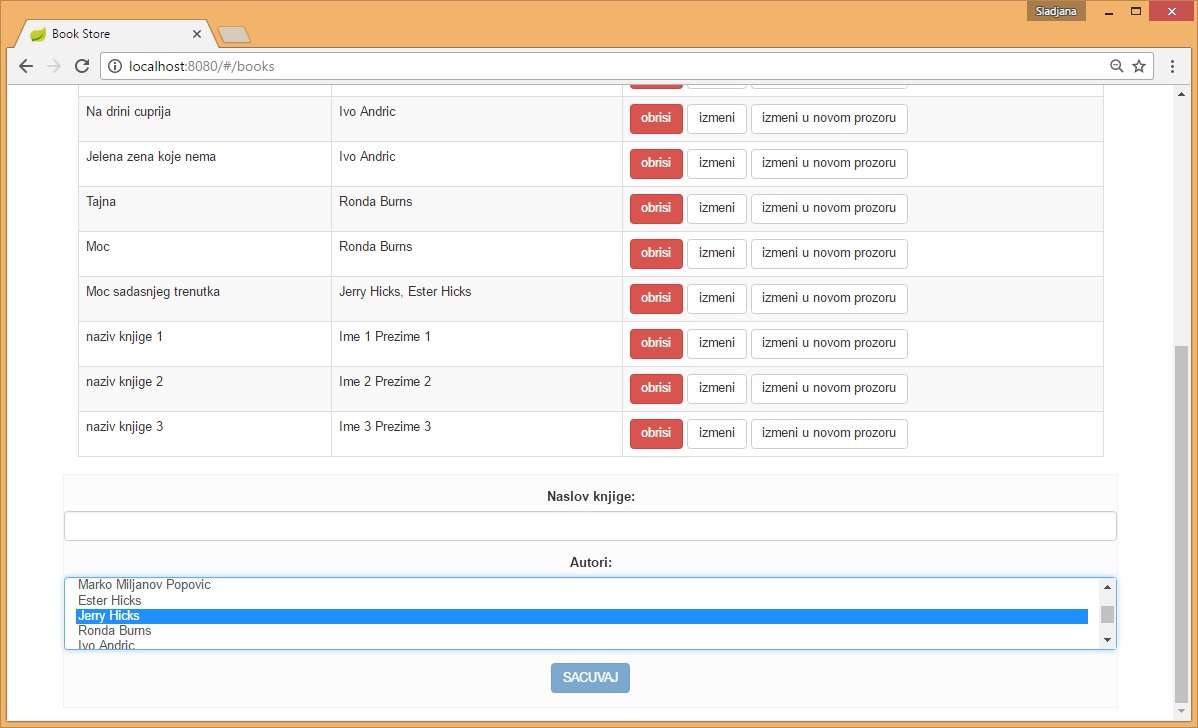 Sladjana
Book Store
localhost:8080/#/books
Na drini cuprija Ivo Andric obrisi izmeni izmeni u novom prozoru
Jelena zena koje nema Ivo Andric obrisi izmeni izmeni u novom prozoru
Tajna Ronda Burns obrisi izmeni izmeni u novom prozoru
Moc Ronda Burns obrisi izmeni izmeni u novom prozoru
Moc sadasnjeg trenutka Jerry Hicks, Ester Hicks obrisi izmeni izmeni u novom prozoru
naziv knjige 1 Ime 1 Prezime 1 obrisi izmeni izmeni u novom prozoru
naziv knjige 2 Ime 2 Prezime 2 obrisi izmeni izmeni u novom prozoru
naziv knjige 3 Ime 3 Prezime 3 obrisi izmeni izmeni u novom prozoru
Naslov knjige:
Autori:
Marko Miljanov Popovic
Ester Hicks
Jerry Hicks
Ronda Burns
Ivo Andric
SACUVAJ